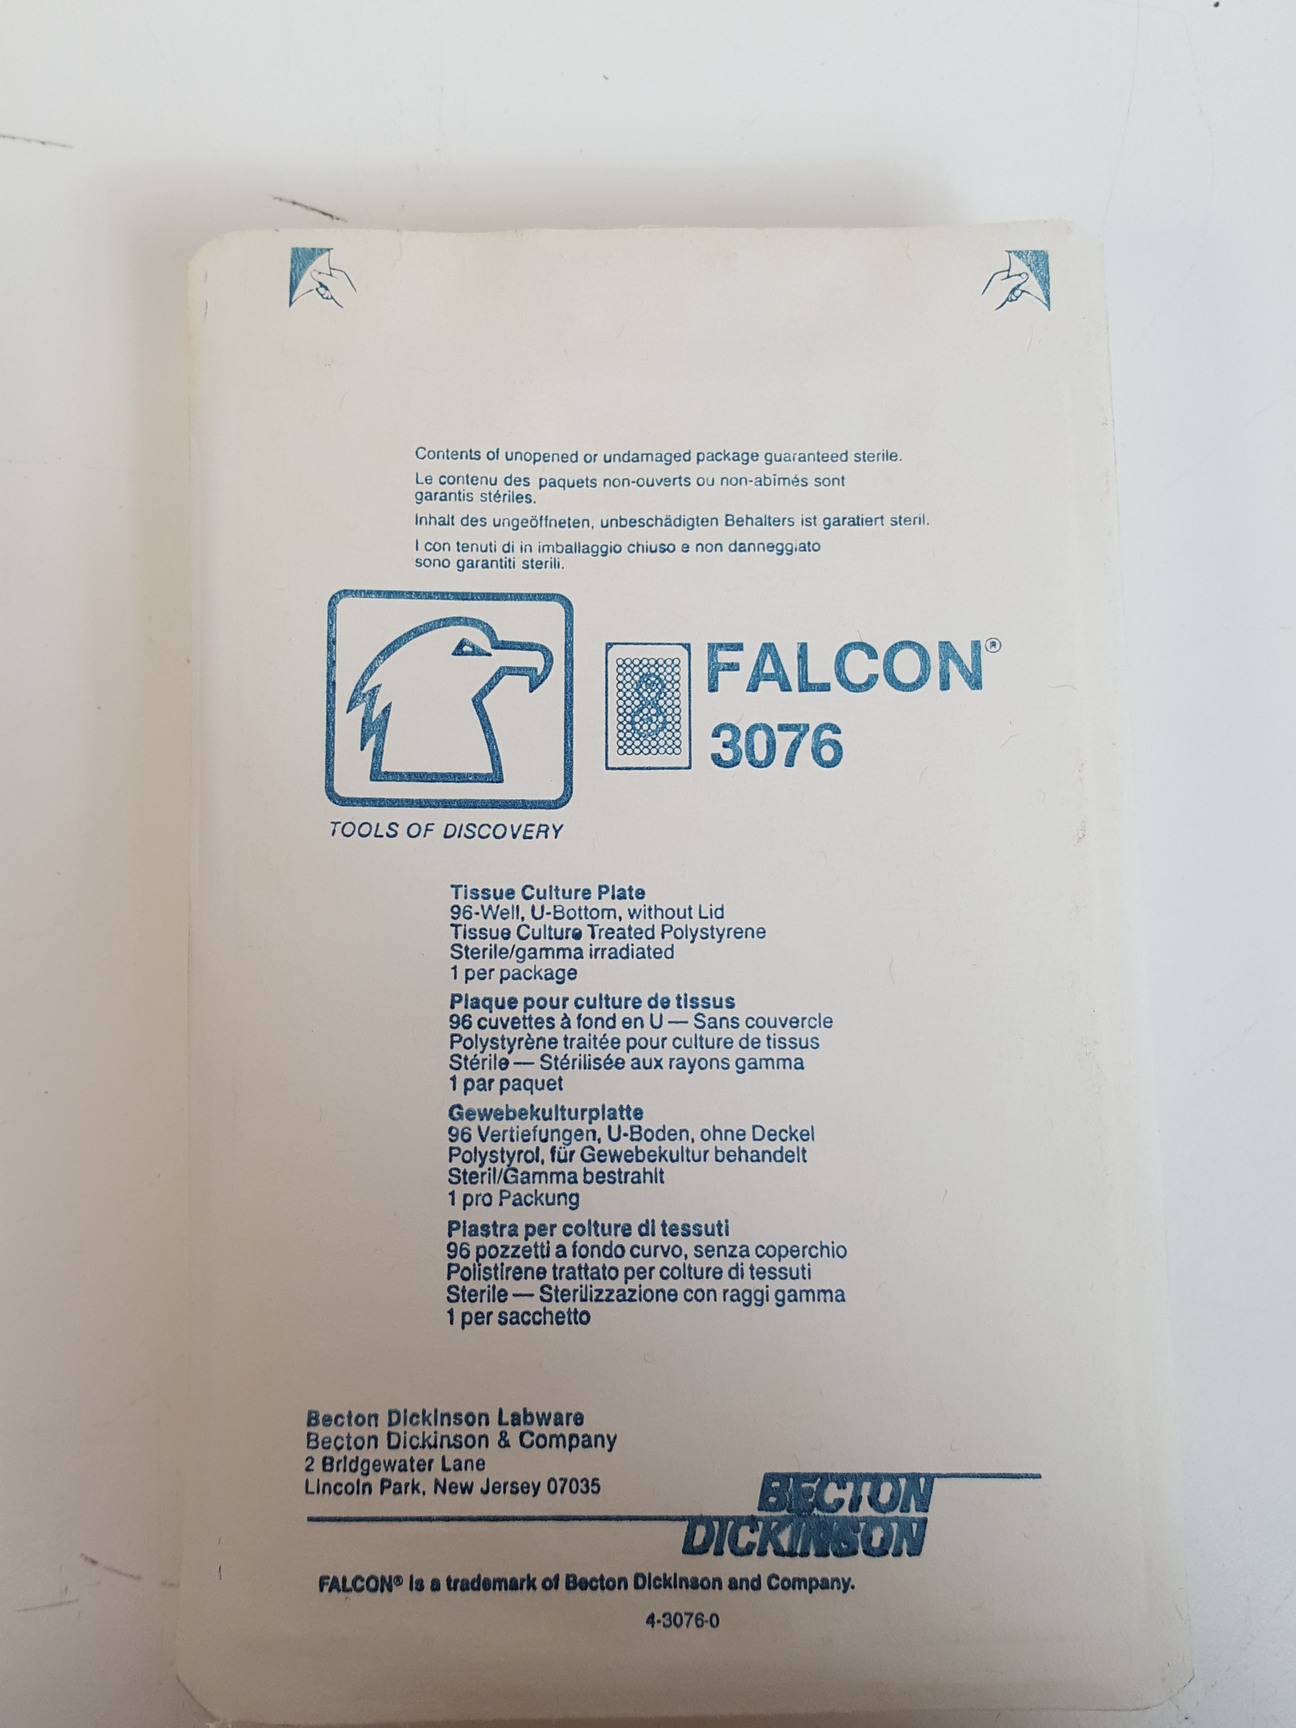 Contents of unopened or undamaged package guaranteed sterile.
Le contenu des paquets non-ouverts ou non-abîmés sont
garantis stériles.
Inhalt des ungeöffneten, unbeschädigten Behalters ist garatiert steril.
I con tenuti di in imballaggio chiuso e non danneggiato
sono garantiti sterili.
8
FALCON®
3076
TOOLS OF DISCOVERY
Tissue Culture Plate
96-Well, U-Bottom, without Lid
Tissue Culture Treated Polystyrene
Sterile/gamma irradiated
1 per package
Plaque pour culture de tissus
96 cuvettes à fond en U — Sans couvercle
Polystyrène traitée pour culture de tissus
Stérile — Stérilisée aux rayons gamma
1 par paquet
Gewebekulturplatte
96 Vertiefungen, U-Boden, ohne Deckel
Polystyrol, für Gewebekultur behandelt
Steril/Gamma bestrahlt
1 pro Packung
Piastra per colture di tessuti
96 pozzetti a fondo curvo, senza coperchio
Polistirene trattato per colture di tessuti
Sterile — Sterilizzazione con raggi gamma
1 per sacchetto
Becton Dickinson Labware
Becton Dickinson & Company
2 Bridgewater Lane
Lincoln Park, New Jersey 07035
BECTON
DICKINSON
FALCON® is a trademark of Becton Dickinson and Company.
4-3076-0